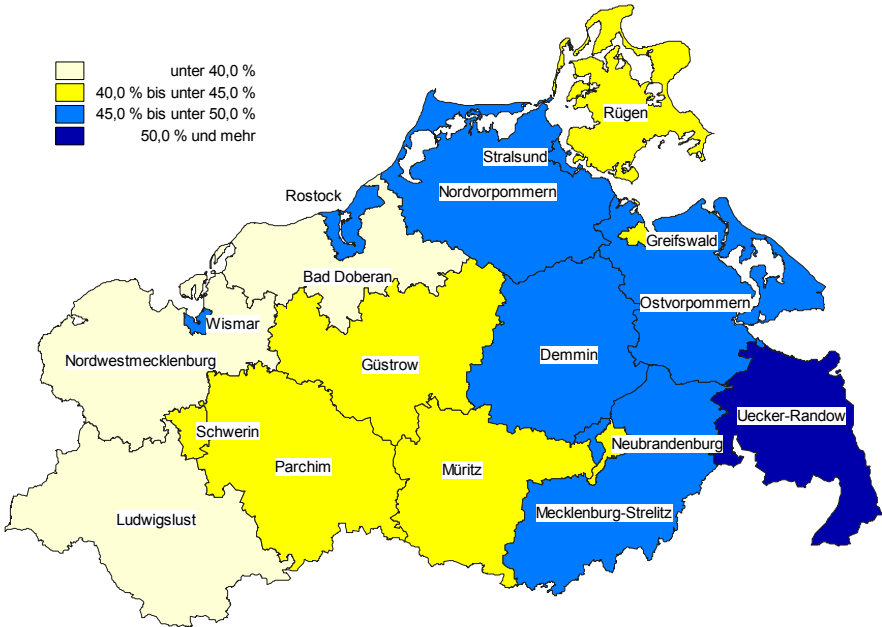 unter 40,0 %
40,0 % bis unter 45,0 %
45,0 % bis unter 50,0 %
50,0 % und mehr
Rügen
Stralsund
Nordvorpommern
Rostock
Greifswald
Bad Doberan
Ostvorpommern
Wismar
Nordwestmecklenburg
Demmin
Güstrow
Uecker-Randow
Schwerin
Neubrandenburg
Parchim
Müritz
Mecklenburg-Strelitz
Ludwigslust